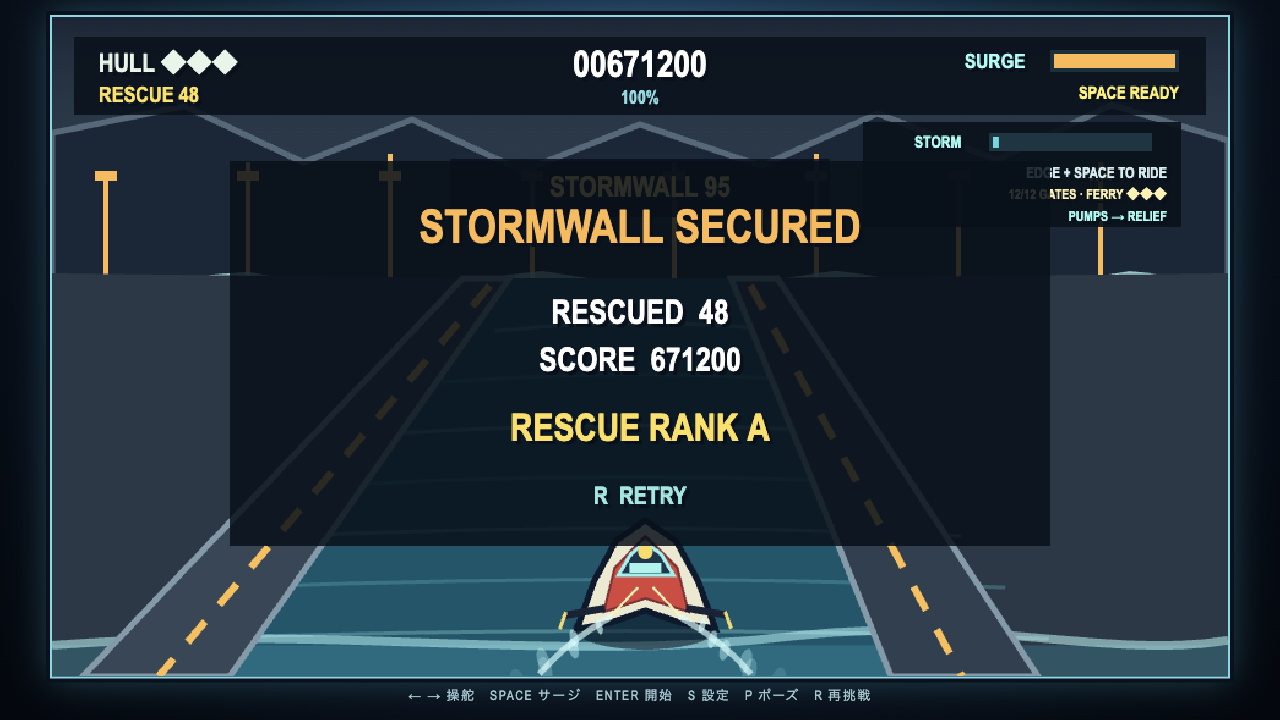 HULL
00671200
SURGE
RESCUE 48
100%
SPACE READY
STORM
EDGE + SPACE TO RIDE
12/12 GATES · FERRY
PUMPS → RELIEF
STORMWALL 95
STORMWALL SECURED
RESCUED 48
SCORE 671200
RESCUE RANK A
R RETRY
← → 操舵 SPACE サージ ENTER 開始 S 設定 P ポーズ R 再挑戦